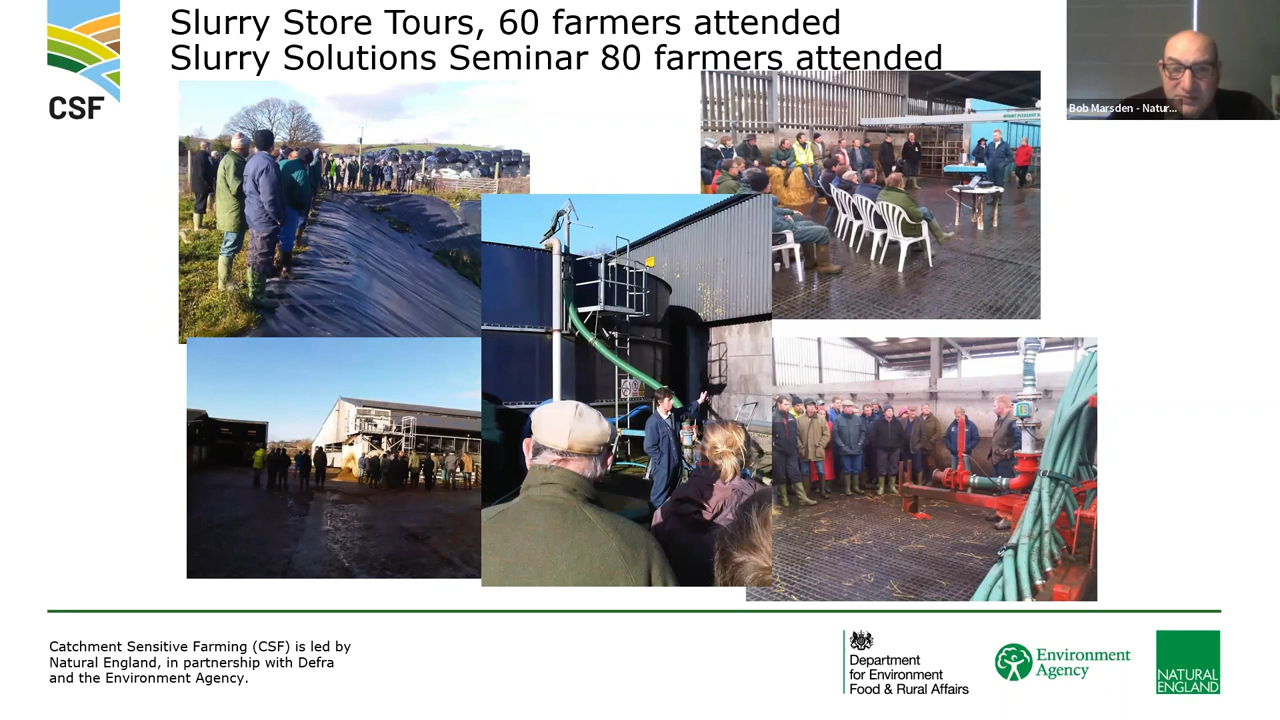 Slurry Store Tours, 60 farmers attended
Slurry Solutions Seminar 80 farmers attended
CSF
Bob Marsden - Natur...
Catchment Sensitive Farming (CSF) is led by
Natural England, in partnership with Defra
and the Environment Agency.
Department
for Environment
Food & Rural Affairs
Environment
Agency
NATURAL
ENGLAND